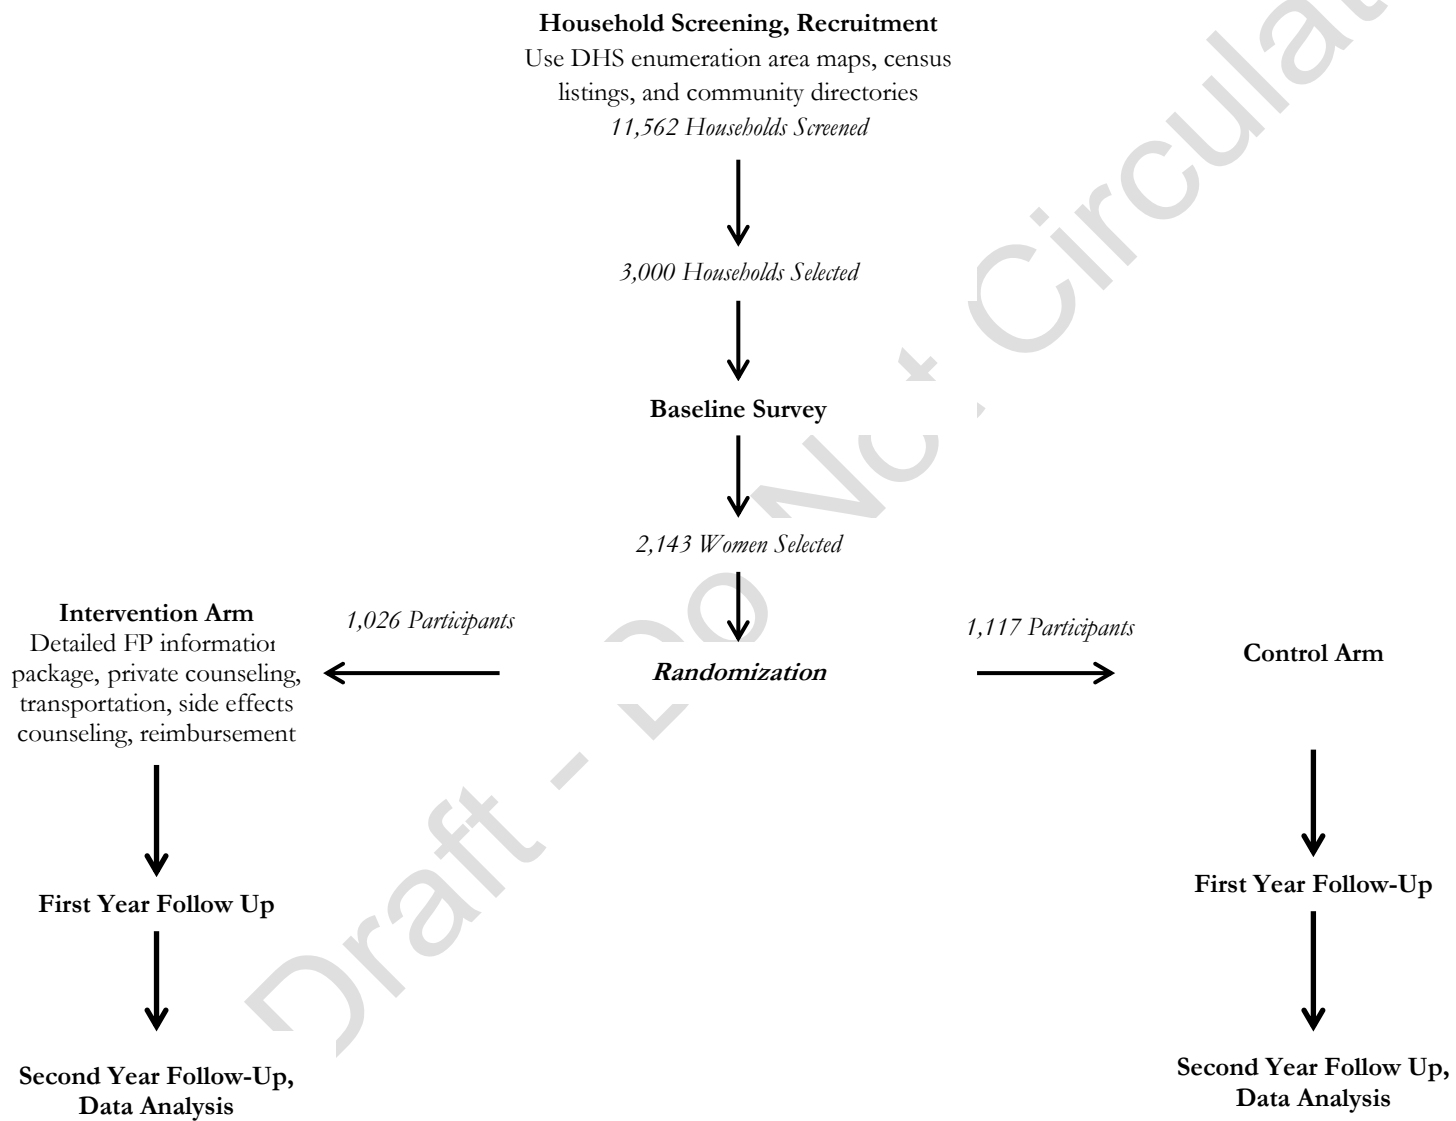 Household Screening, Recruitment
Use DHS enumeration area maps, census
listings, and community directories
11,562 Households Screened
3,000 Households Selected
Baseline Survey
2,143 Women Selected
Randomization
1,026 Participants
1,117 Participants
Intervention Arm
Detailed FP information
package, private counseling,
transportation, side effects
counseling, reimbursement
Control Arm
First Year Follow Up
First Year Follow-Up
Second Year Follow-Up,
Data Analysis
Second Year Follow Up,
Data Analysis
Draft - Do Not Circulat